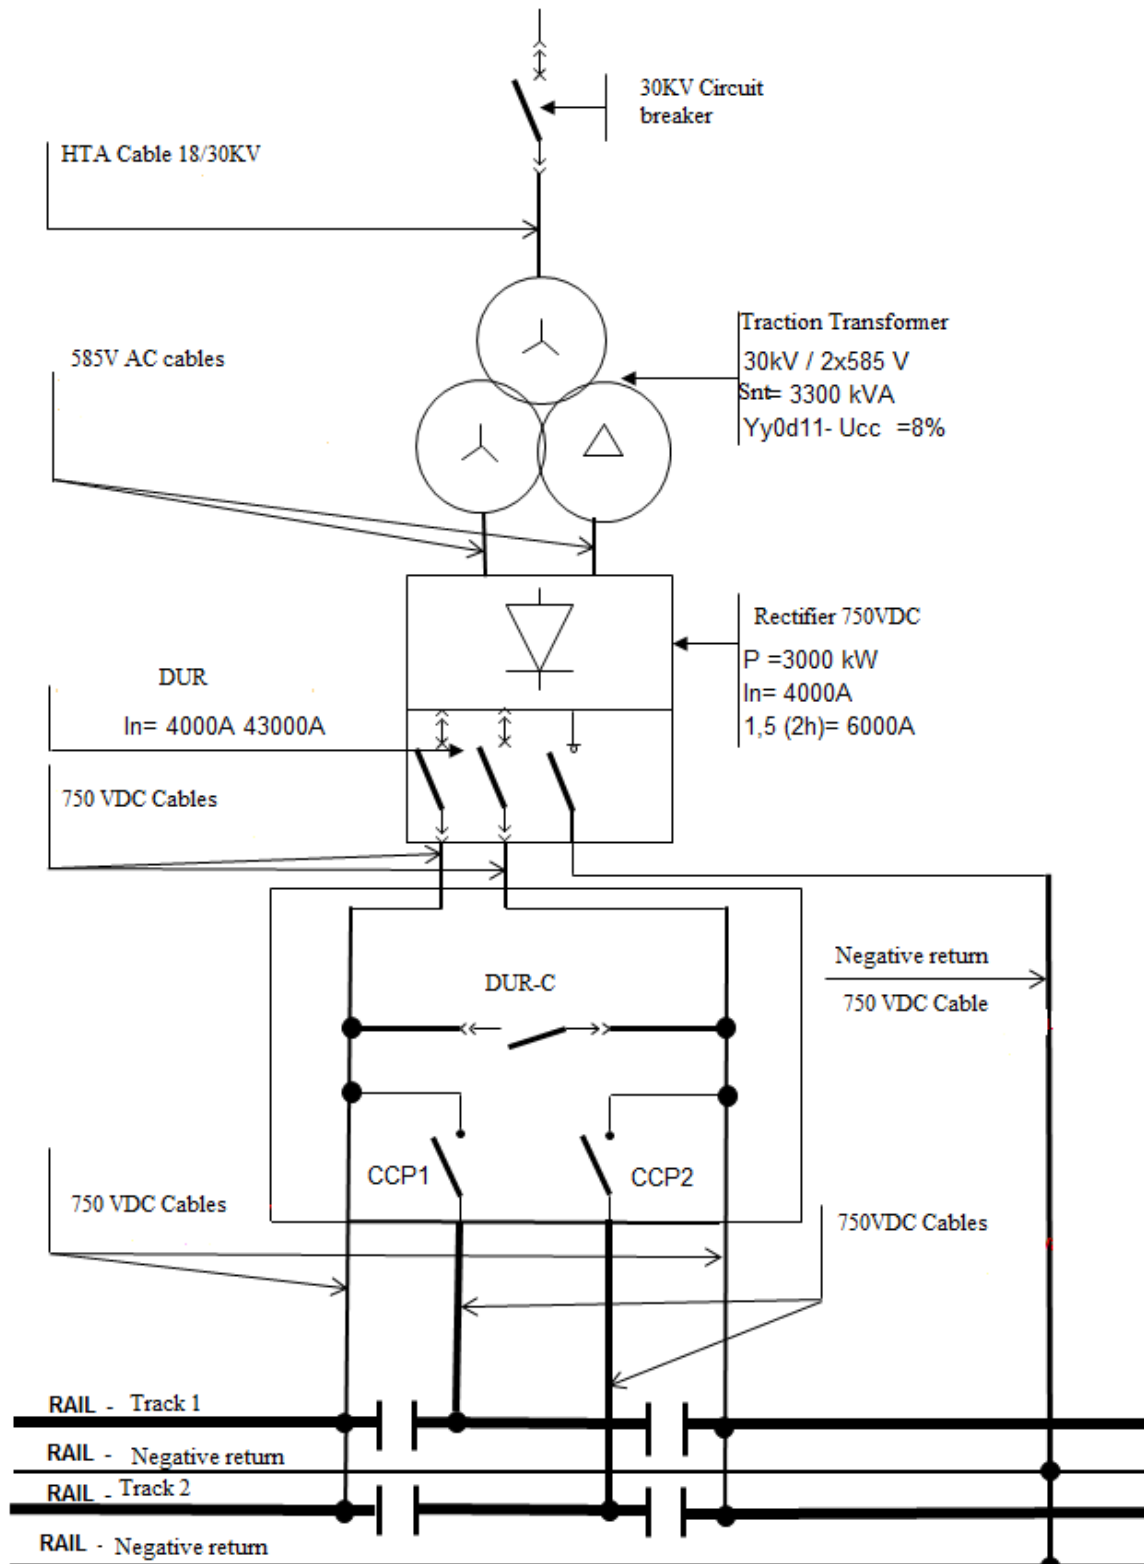 30KV Circuit
breaker
HTA Cable 18/30KV
Traction Transformer
30kV / 2x585 V
Snt= 3300 kVA
Yy0d11- Ucc =8%
585V AC cables
Rectifier 750VDC
P =3000 kW
In= 4000A
1,5 (2h)= 6000A
DUR
In= 4000A 43000A
750 VDC Cables
Negative return
750 VDC Cable
DUR-C
CCP1
CCP2
750 VDC Cables
750VDC Cables
RAIL - Track 1
RAIL - Negative return
RAIL - Track 2
RAIL - Negative return